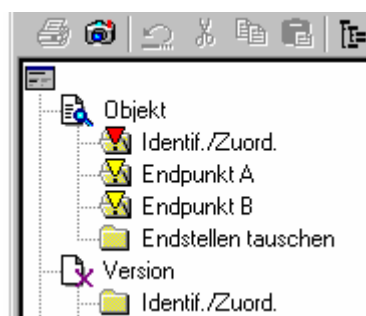 Objekt
Identif./Zuord.
Endpunkt A
Endpunkt B
Endstellen tauschen
Version
Identif./Zuord.